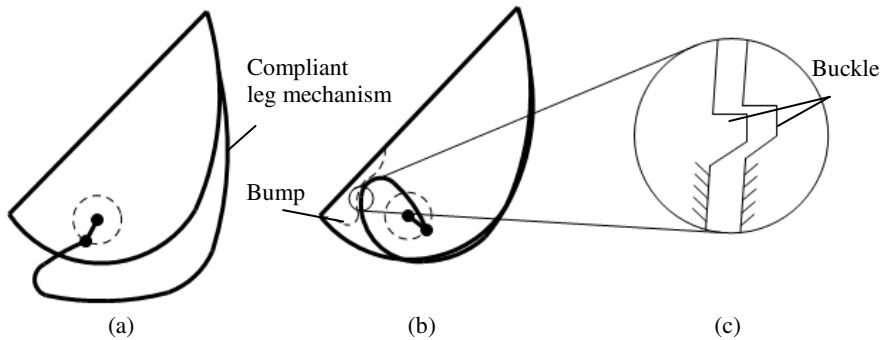 Compliant
leg mechanism
Bump
Buckle
(a)
(b)
(c)